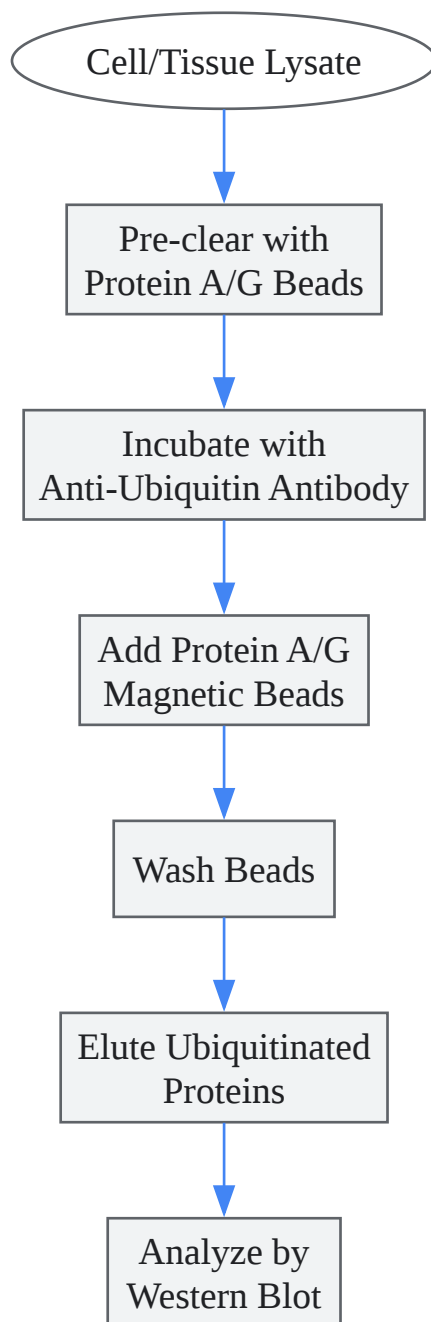 Cell/Tissue Lysate
Pre-clear with
Protein A/G Beads
Incubate with
Anti-Ubiquitin Antibody
Add Protein A/G
Magnetic Beads
Wash Beads
Elute Ubiquitinated
Proteins
Analyze by
Western Blot